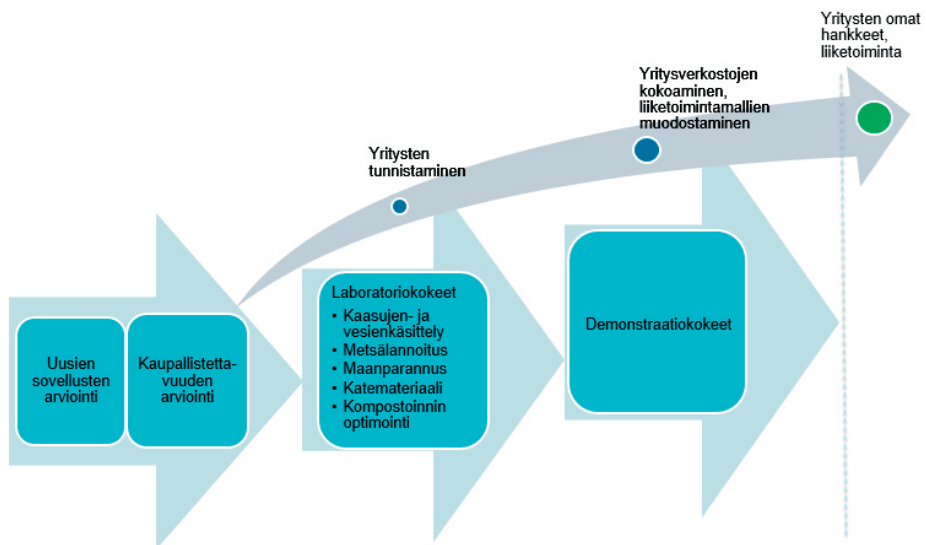 Yritysten omat
hankkeet,
liiketoiminta
Yritysverkostojen
kokoaminen,
liiketoimintamallien
muodostaminen
Yritysten
tunnistaminen
Uusien
sovellusten
arviointi
Kaupallistetta-
vuuden
arviointi
Laboratoriokokeet
• Kaasujen- ja
vesienkäsittely
• Metsälannoitus
• Maanparannus
• Katemateriaali
• Kompostoinnin
optimointi
Demonstraatiokokeet